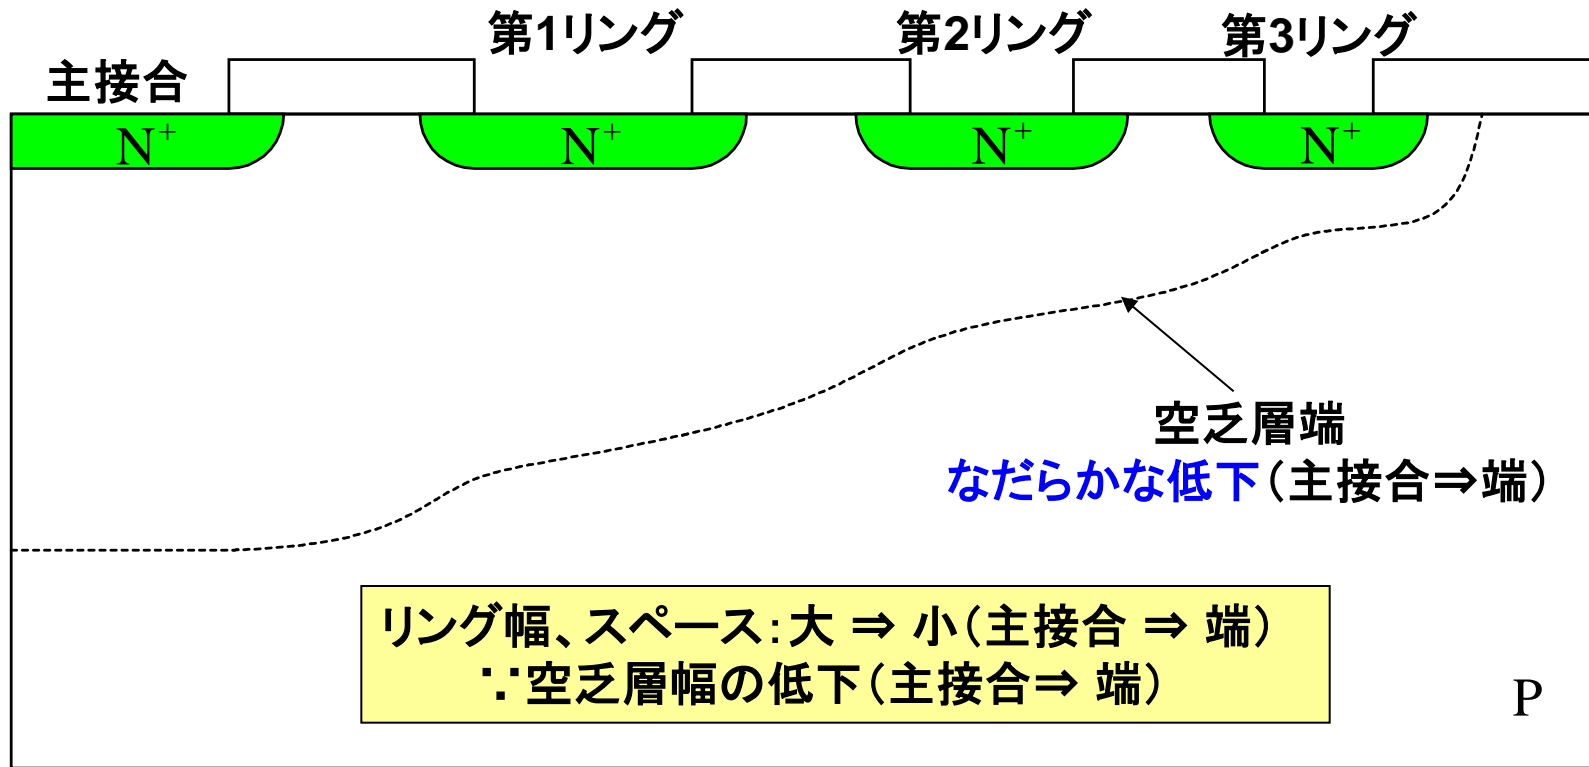 第1リング
第2リング
第3リング
主接合
N+
N+
N+
N+
空乏層端
なだらかな低下(主接合⇒端)
リング幅、スペース:大 ⇒ 小(主接合 ⇒ 端)
∵空乏層幅の低下(主接合⇒ 端)
P